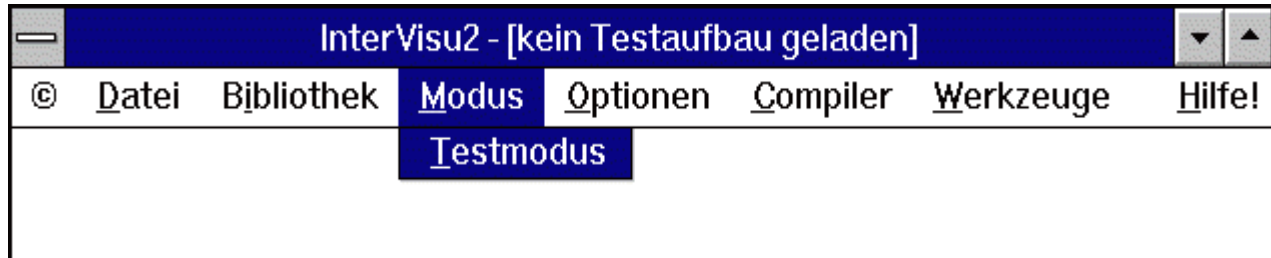 InterVisu2 - [kein Testaufbau geladen]
© Datei Bibliothek Modus Optionen Compiler Werkzeuge Hilfe!
Testmodus